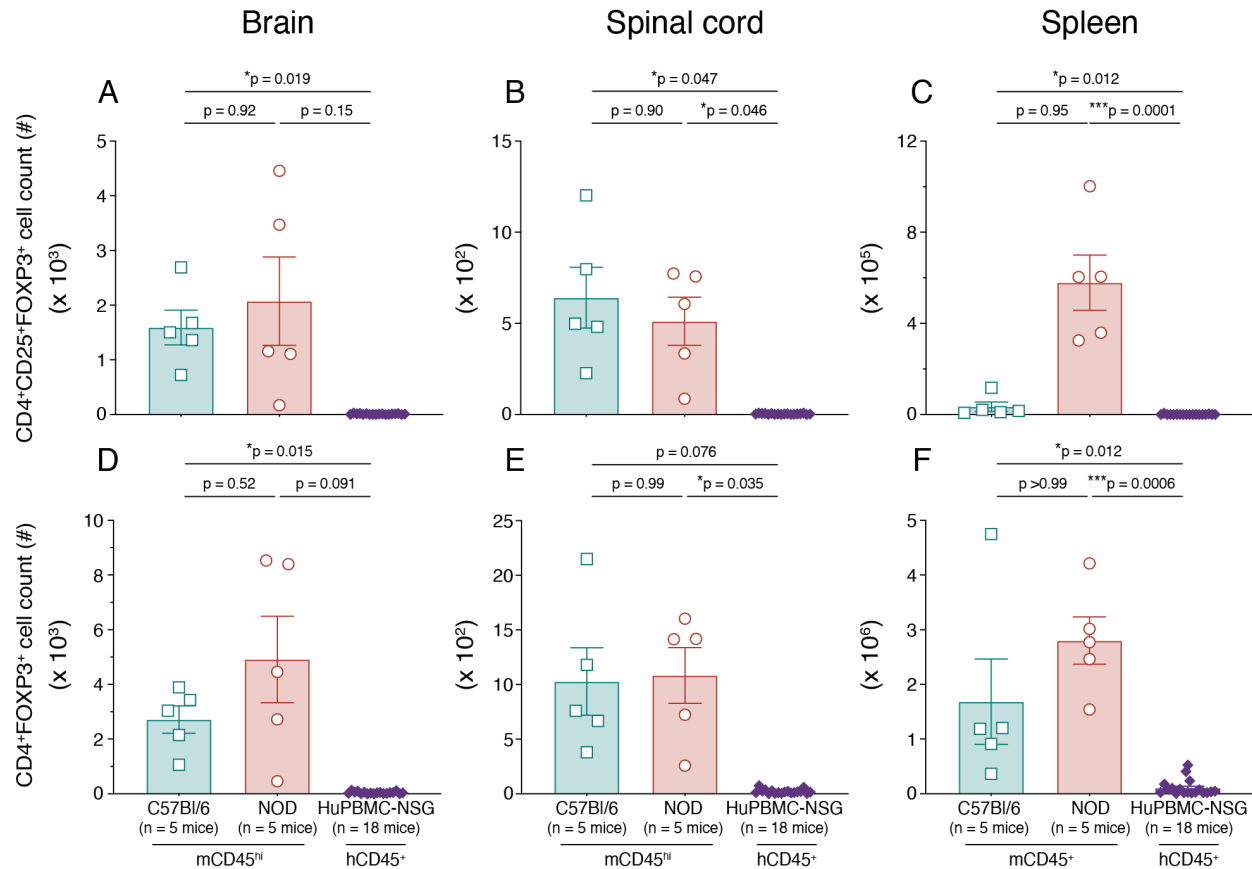 Brain
Spinal cord
Spleen
A
*p = 0.019
p = 0.92
p = 0.15
B
*p = 0.047
p = 0.90
*p = 0.046
C
*p = 0.012
p = 0.95
***p = 0.0001
CD4⁺CD25⁺FOXP3⁺ cell count (#)
(x 10³)
5
4
3
2
1
0
(x 10²)
15
10
5
0
(x 10⁵)
12
8
4
0
D
*p = 0.015
p = 0.52
p = 0.091
E
p = 0.076
p = 0.99
*p = 0.035
F
*p = 0.012
p >0.99
***p = 0.0006
CD4⁺FOXP3⁺ cell count (#)
(x 10³)
10
8
6
4
2
0
(x 10²)
25
20
15
10
5
0
(x 10⁶)
5
4
3
2
1
0
C57Bl/6 NOD HuPBMC-NSG
(n = 5 mice) (n = 5 mice) (n = 18 mice)
mCD45ʰⁱ hCD45⁺
C57Bl/6 NOD HuPBMC-NSG
(n = 5 mice) (n = 5 mice) (n = 18 mice)
mCD45ʰⁱ hCD45⁺
C57Bl/6 NOD HuPBMC-NSG
(n = 5 mice) (n = 5 mice) (n = 18 mice)
mCD45⁺ hCD45⁺